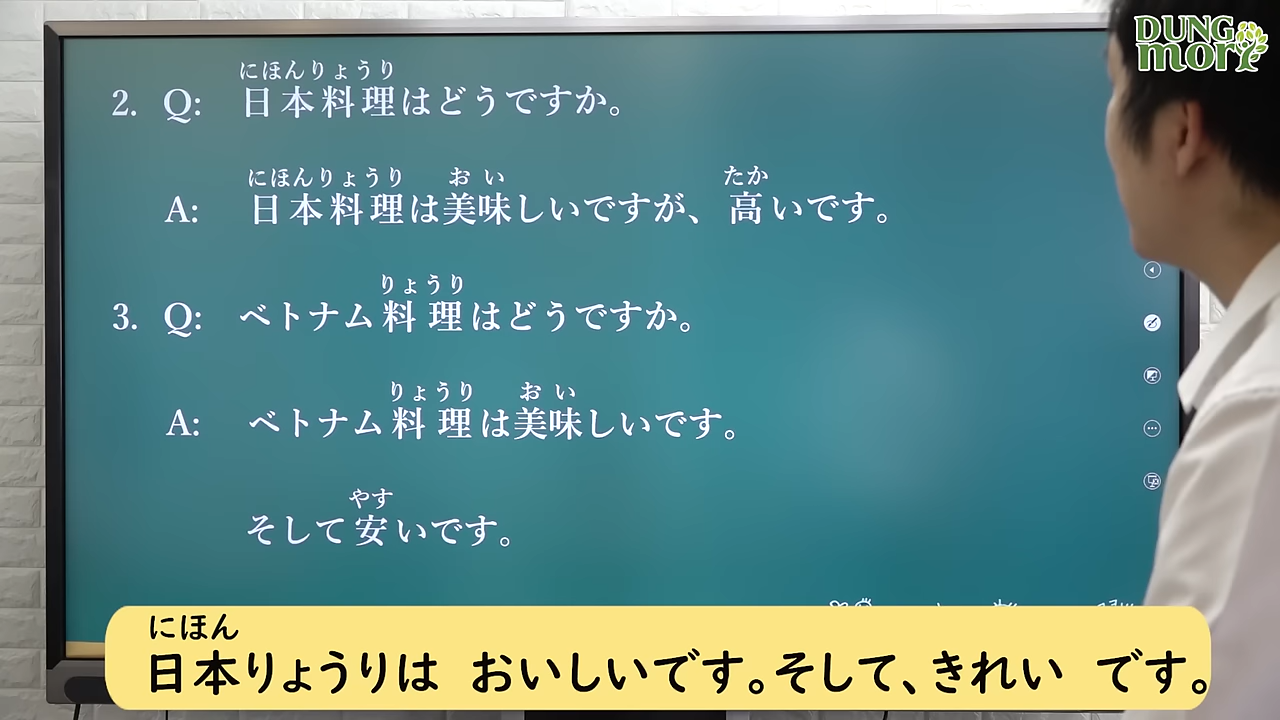 DUNG
mori
にほんりょうり
2. Q: 日本料理はどうですか。
にほんりょうり おい たか
A: 日本料理は美味しいですが、高いです。
りょうり
3. Q: ベトナム料理はどうですか。
りょうり おい
A: ベトナム料理は美味しいです。
やす
そして安いです。
にほん
日本りょうりは おいしいです。そして、きれい です。